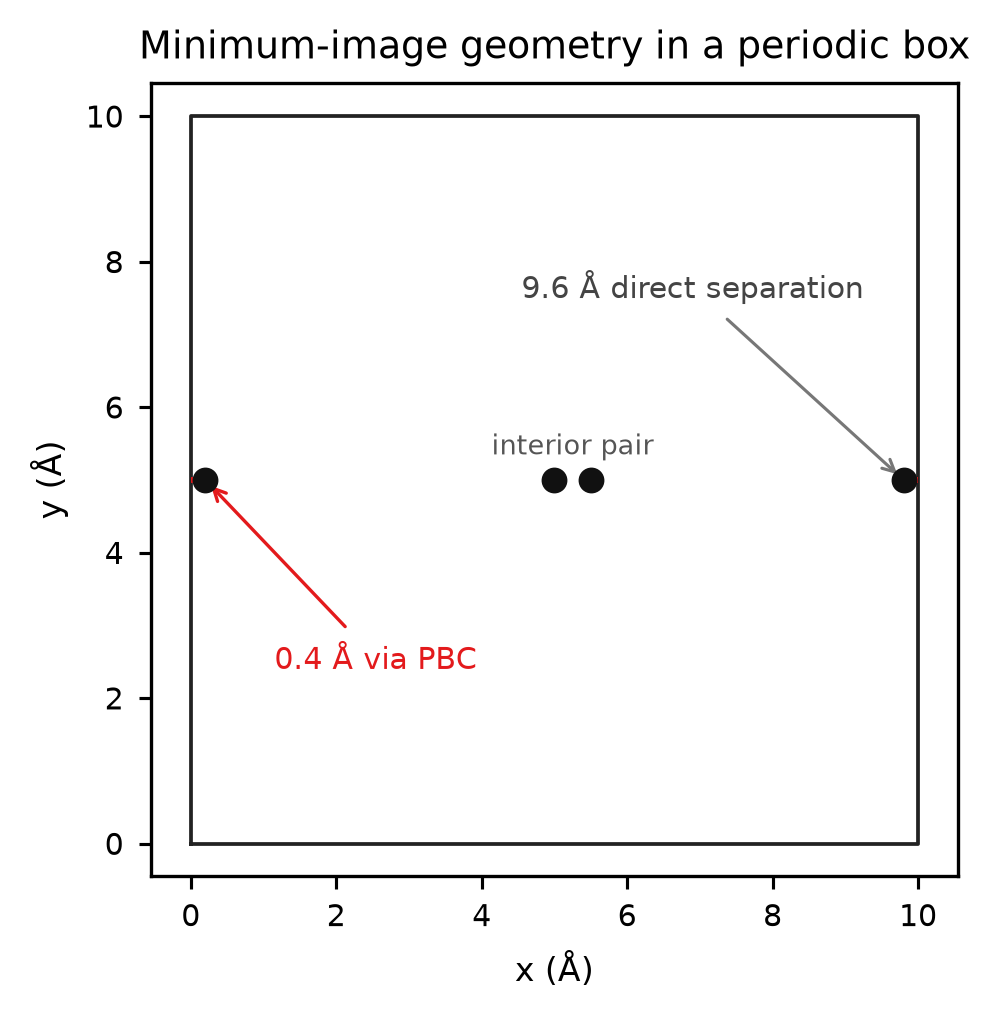 Minimum-image geometry in a periodic box
10
8
6
4
2
0
y (Å)
9.6 Å direct separation
interior pair
0.4 Å via PBC
0 2 4 6 8 10
x (Å)